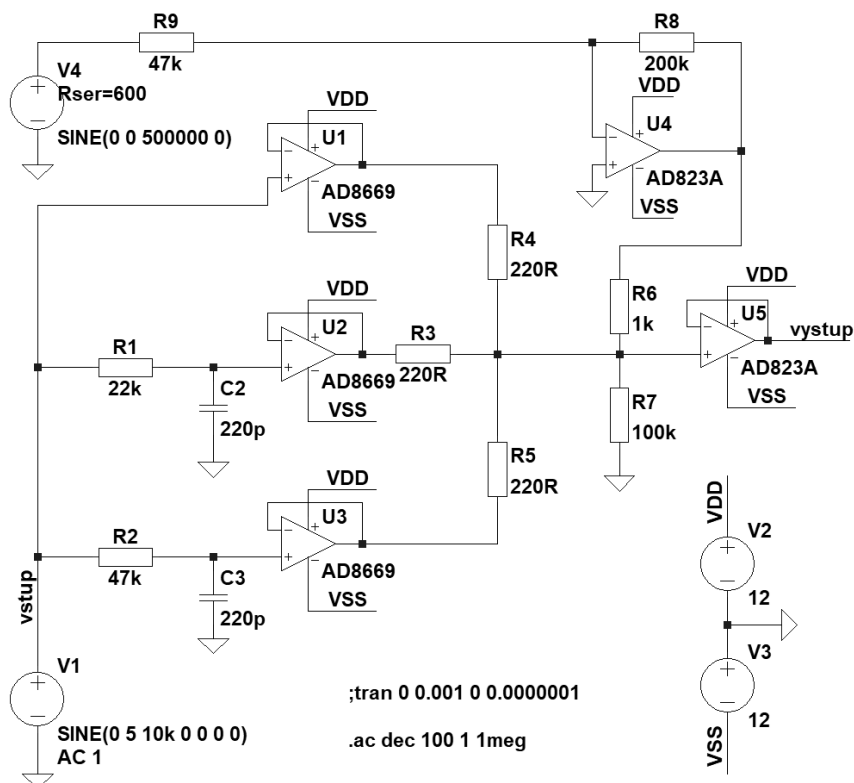 R9
47k
R8
200k
V4
Rser=600
SINE(0 0 500000 0)
VDD
U1
AD8669
VSS
VDD
U4
AD823A
VSS
R4
220R
R6
1k
VDD
U5
AD823A
VSS
vystup
R1
22k
C2
220p
VDD
U2
AD8669
VSS
R3
220R
R7
100k
R5
220R
R2
47k
C3
220p
VDD
U3
AD8669
VSS
vstup
V1
SINE(0 5 10k 0 0 0 0)
AC 1
;tran 0 0.001 0 0.0000001
.ac dec 100 1 1meg
VDD
V2
12
V3
12
VSS